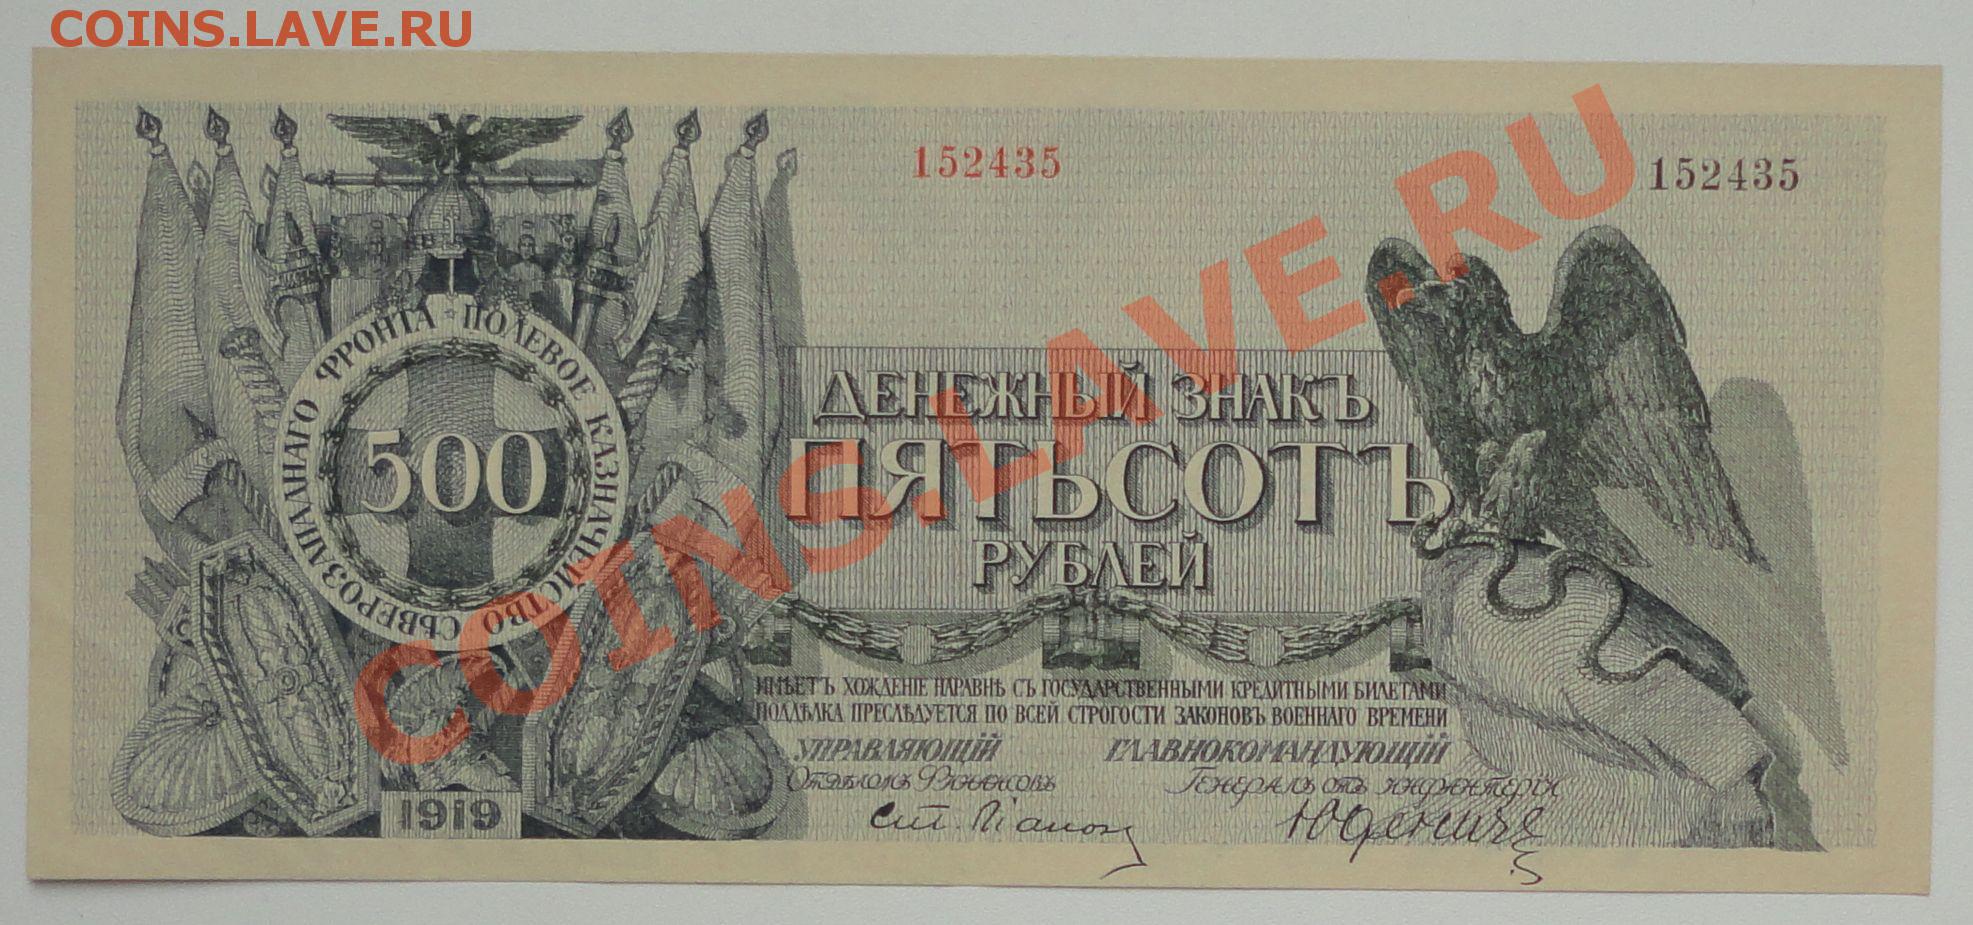 COINS.LAVE.RU
152435
152435
ПОЛЕВОЕ КАЗНАЧЕЙСТВО СѢВЕРОЗАПАДНАГО ФРОНТА
500
ДЕНЕЖНЫЙ ЗНАКЪ
ПЯТЬСОТЪ
РУБЛЕЙ
ИМѢЕТЪ ХОЖДЕНІЕ НАРАВНѢ СЪ ГОСУДАРСТВЕННЫМИ КРЕДИТНЫМИ БИЛЕТАМИ
ПОДДѢЛКА ПРЕСЛѢДУЕТСЯ ПО ВСЕЙ СТРОГОСТИ ЗАКОНОВЪ ВОЕННАГО ВРЕМЕНИ
УПРАВЛЯЮЩІЙ
ГЛАВНОКОМАНДУЮЩІЙ
Отдѣломъ Финансовъ
Генералъ отъ инфантеріи
Юденичъ
1919
COINS.LAVE.RU